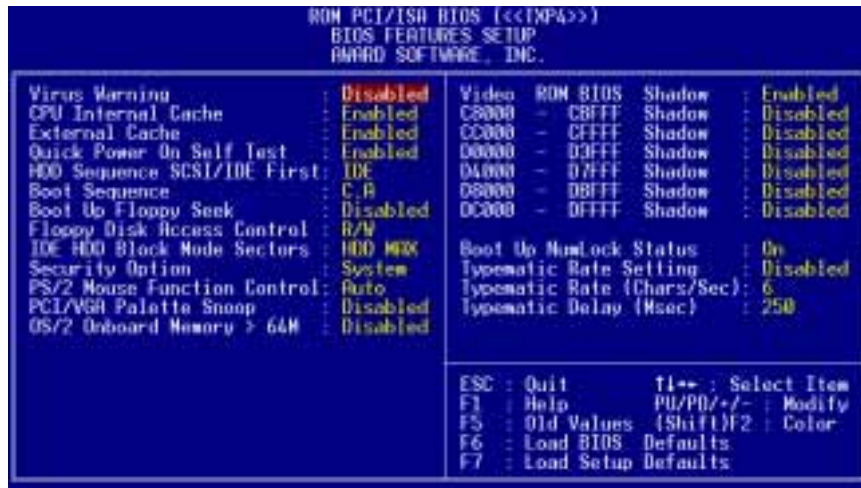 ROM PCI/ISA BIOS (<<TXP4>>)
BIOS FEATURES SETUP
AWARD SOFTWARE, INC.
Virus Warning : Disabled
CPU Internal Cache : Enabled
External Cache : Enabled
Quick Power On Self Test : Enabled
HDD Sequence SCSI/IDE First: IDE
Boot Sequence : C,A
Boot Up Floppy Seek : Disabled
Floppy Disk Access Control : R/W
IDE HDD Block Mode Sectors : HDD MAX
Security Option : System
PS/2 Mouse Function Control: Auto
PCI/VGA Palette Snoop : Disabled
OS/2 Onboard Memory > 64M : Disabled
Video ROM BIOS Shadow : Enabled
C8000 - CBFFF Shadow : Disabled
CC000 - CFFFF Shadow : Disabled
D0000 - D3FFF Shadow : Disabled
D4000 - D7FFF Shadow : Disabled
D8000 - DBFFF Shadow : Disabled
DC000 - DFFFF Shadow : Disabled
Boot Up NumLock Status : On
Typematic Rate Setting : Disabled
Typematic Rate (Chars/Sec): 6
Typematic Delay (Msec) : 250
ESC : Quit ↑↓→← : Select Item
F1 : Help PU/PD/+/- : Modify
F5 : Old Values (Shift)F2 : Color
F6 : Load BIOS Defaults
F7 : Load Setup Defaults